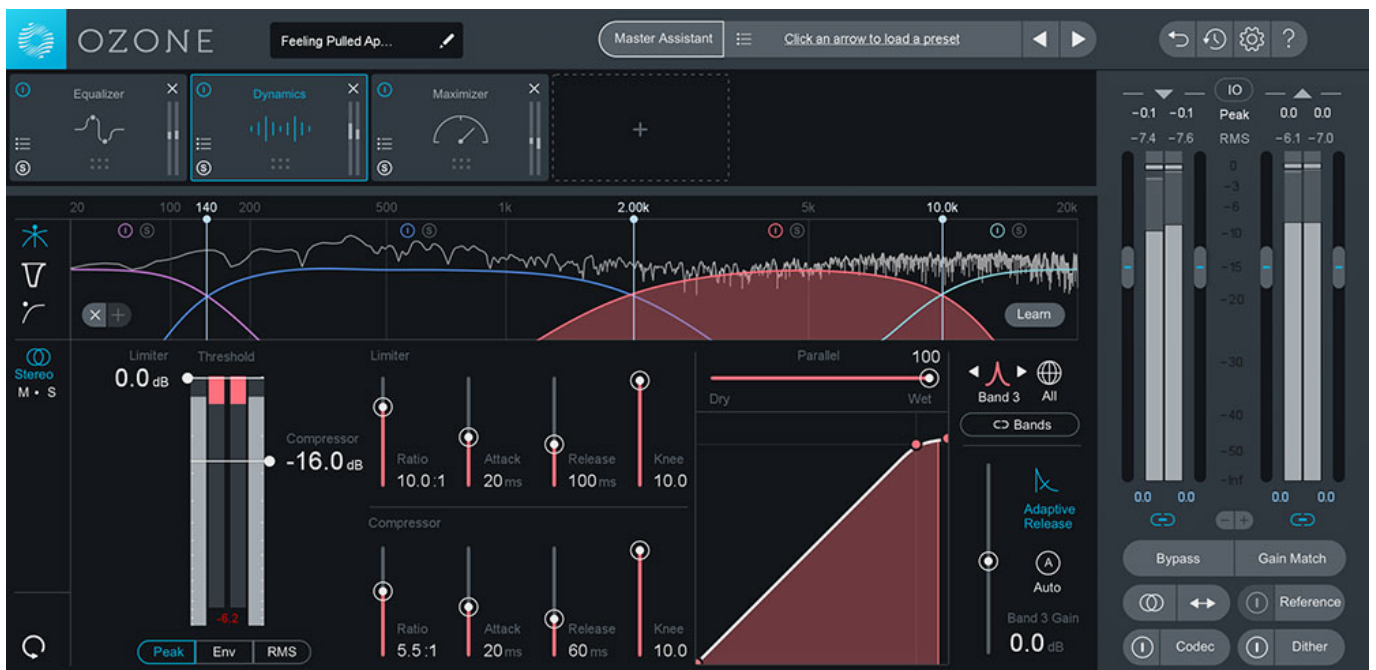 OZONE
Feeling Pulled Ap...
Master Assistant
Click an arrow to load a preset
?
Equalizer
Dynamics
Maximizer
S
S
S
+
IO
-0.1 -0.1 Peak 0.0 0.0
-7.4 -7.6 RMS -6.1 -7.0
0
-3
-6
-10
-15
-20
-30
-40
-50
-Inf
0.0 0.0 0.0 0.0
20 100 140 200 500 1k 2.00k 5k 10.0k 20k
S S S S
Learn
Stereo
M • S
Limiter Threshold
0.0 dB
Compressor
-16.0 dB
-6.2
Peak Env RMS
Limiter
Ratio Attack Release Knee
10.0:1 20 ms 100 ms 10.0
Compressor
Ratio Attack Release Knee
5.5:1 20 ms 60 ms 10.0
Parallel 100
Dry Wet
Band 3 All
Bands
Adaptive
Release
A
Auto
Band 3 Gain
0.0 dB
Bypass Gain Match
Reference
Codec Dither